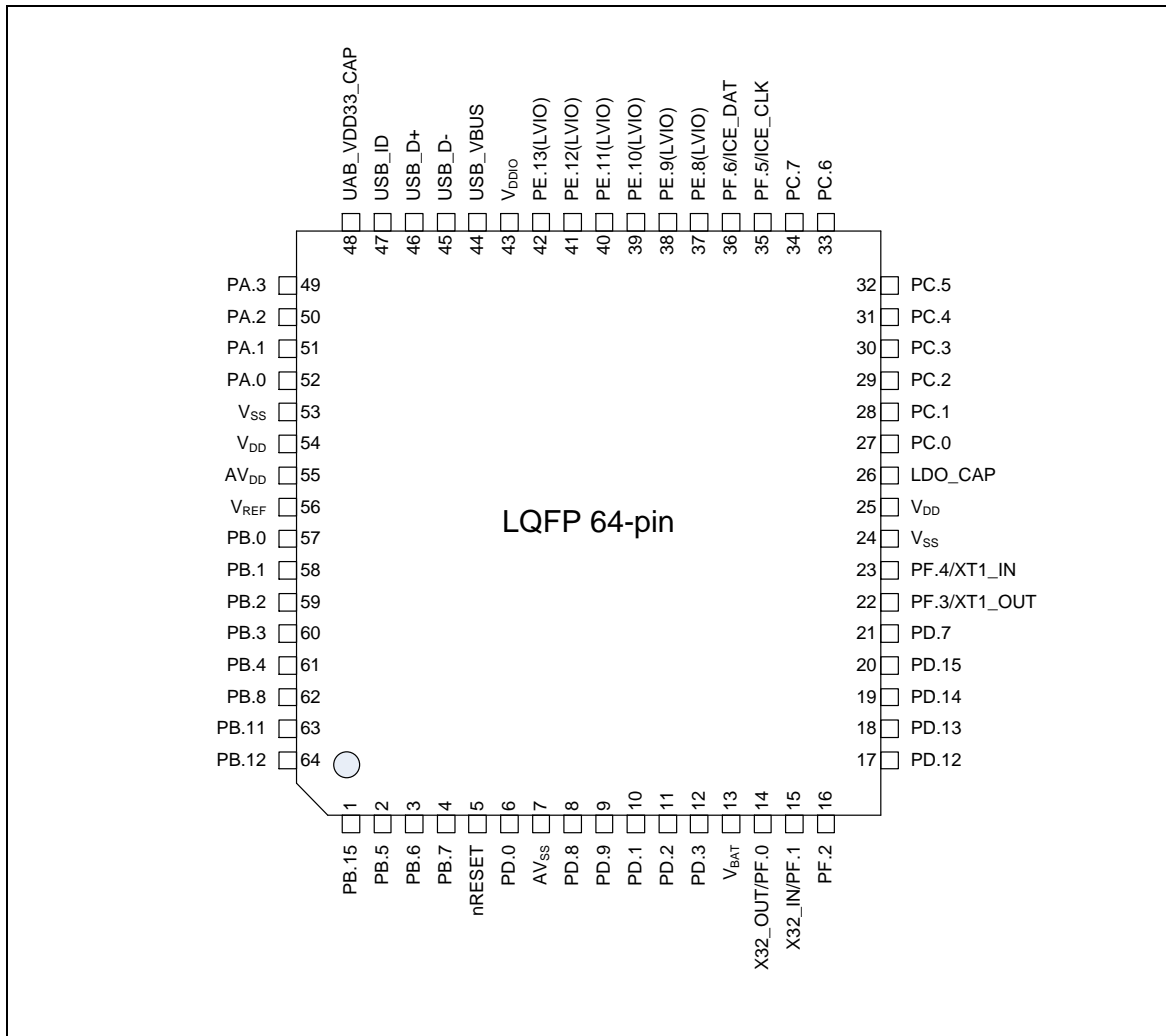 UAB_VDD33_CAP
USB_ID
USB_D+
USB_D-
USB_VBUS
VDDIO
PE.13(LVIO)
PE.12(LVIO)
PE.11(LVIO)
PE.10(LVIO)
PE.9(LVIO)
PE.8(LVIO)
PF.6/ICE_DAT
PF.5/ICE_CLK
PC.7
PC.6
48 47 46 45 44 43 42 41 40 39 38 37 36 35 34 33
PA.3 49
PA.2 50
PA.1 51
PA.0 52
VSS 53
VDD 54
AVDD 55
VREF 56
PB.0 57
PB.1 58
PB.2 59
PB.3 60
PB.4 61
PB.8 62
PB.11 63
PB.12 64
LQFP 64-pin
32 PC.5
31 PC.4
30 PC.3
29 PC.2
28 PC.1
27 PC.0
26 LDO_CAP
25 VDD
24 VSS
23 PF.4/XT1_IN
22 PF.3/XT1_OUT
21 PD.7
20 PD.15
19 PD.14
18 PD.13
17 PD.12
1 2 3 4 5 6 7 8 9 10 11 12 13 14 15 16
PB.15
PB.5
PB.6
PB.7
nRESET
PD.0
AVSS
PD.8
PD.9
PD.1
PD.2
PD.3
VBAT
X32_OUT/PF.0
X32_IN/PF.1
PF.2